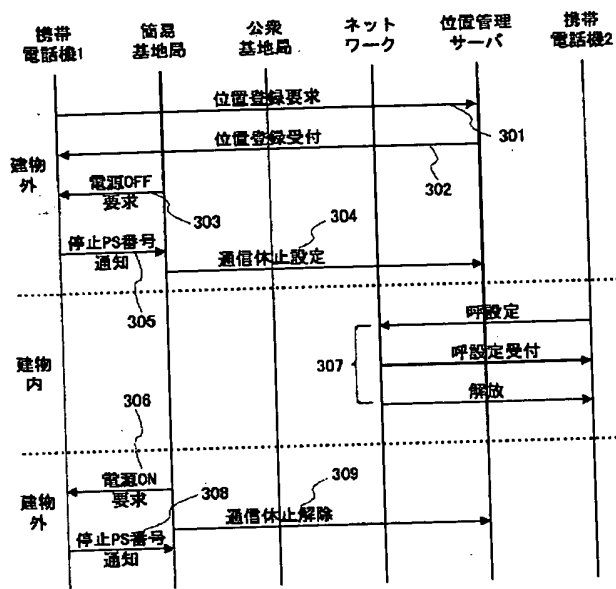 携帯
電話機1
簡易
基地局
公衆
基地局
ネット
ワーク
位置管理
サーバ
携帯
電話機2
位置登録要求
301
位置登録受付
302
建物
外
電源OFF
要求
303
304
停止PS番号
通知
通信休止設定
305
呼設定
建物
内
307
呼設定受付
解放
306
電源ON
要求
308
309
建物
外
通信休止解除
停止PS番号
通知